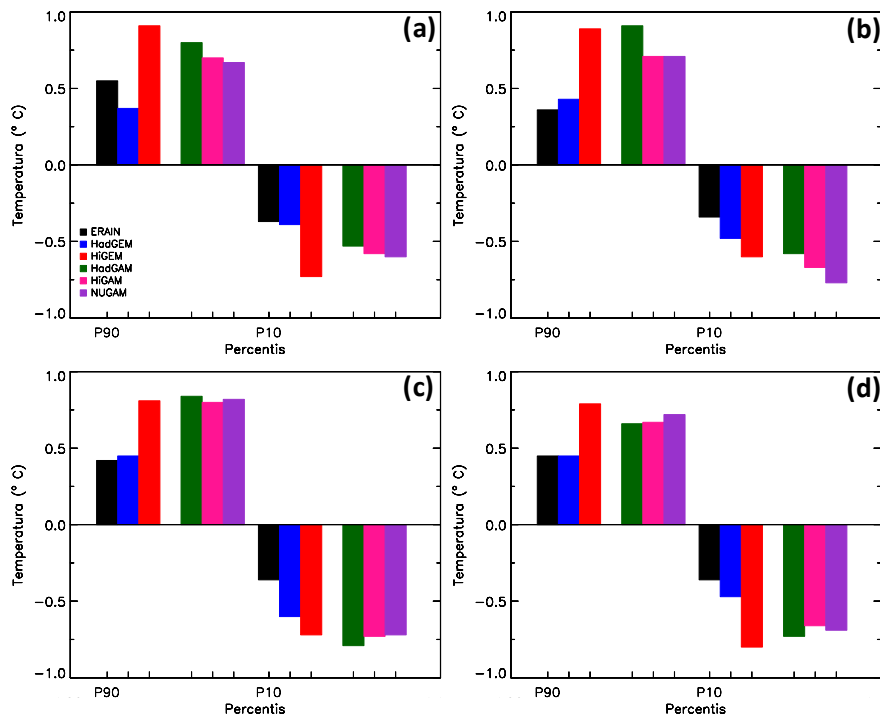 (a)
1.0
0.5
0.0
−0.5
−1.0
Temperatura (° C)
ERAIN
HadGEM
HiGEM
HadGAM
HiGAM
NUGAM
P90
P10
Percentis
(b)
1.0
0.5
0.0
−0.5
−1.0
Temperatura (° C)
P90
P10
Percentis
(c)
1.0
0.5
0.0
−0.5
−1.0
Temperatura (° C)
P90
P10
Percentis
(d)
1.0
0.5
0.0
−0.5
−1.0
Temperatura (° C)
P90
P10
Percentis